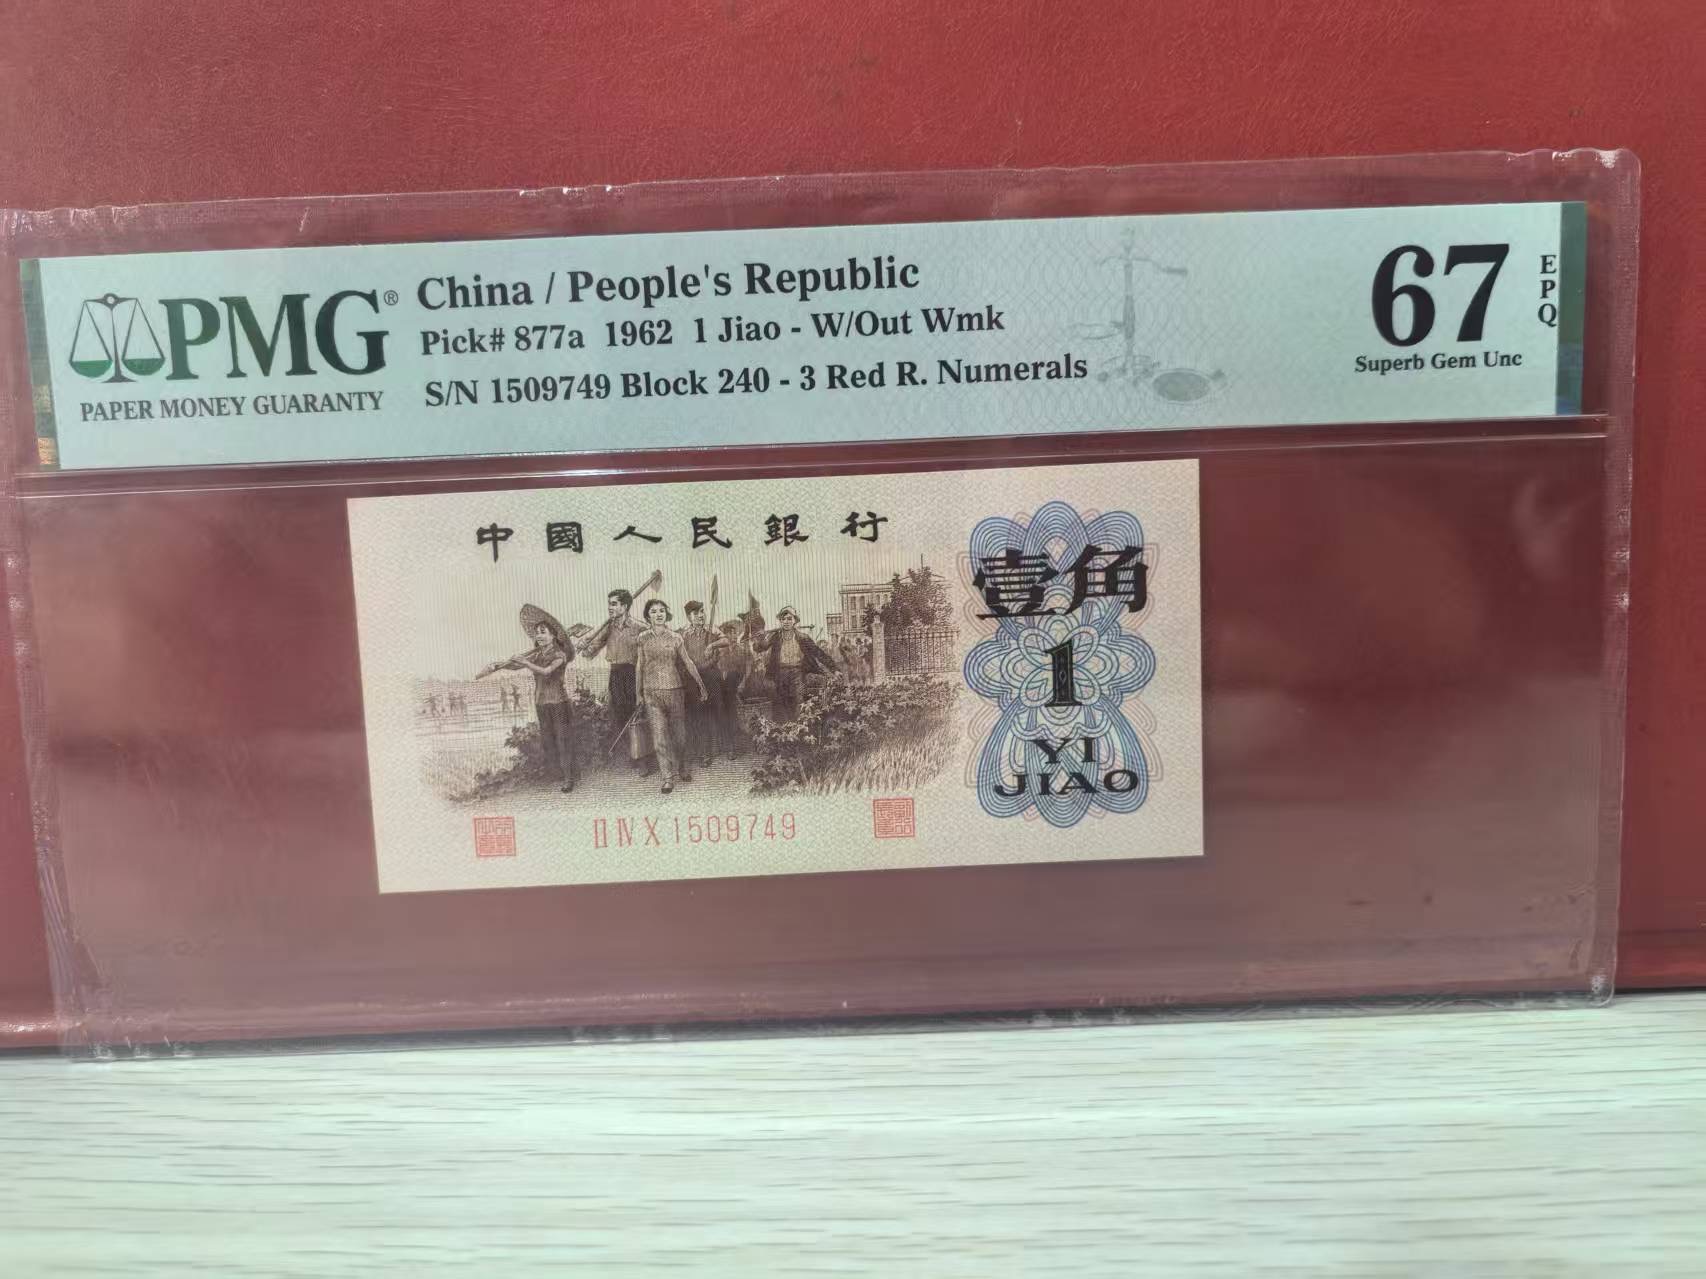 PMG®
PAPER MONEY GUARANTY
China / People's Republic
Pick# 877a 1962 1 Jiao - W/Out Wmk
S/N 1509749 Block 240 - 3 Red R. Numerals
67
EPQ
Superb Gem Unc
中國人民銀行
壹角
1
YI
JIAO
II IV X 1509749